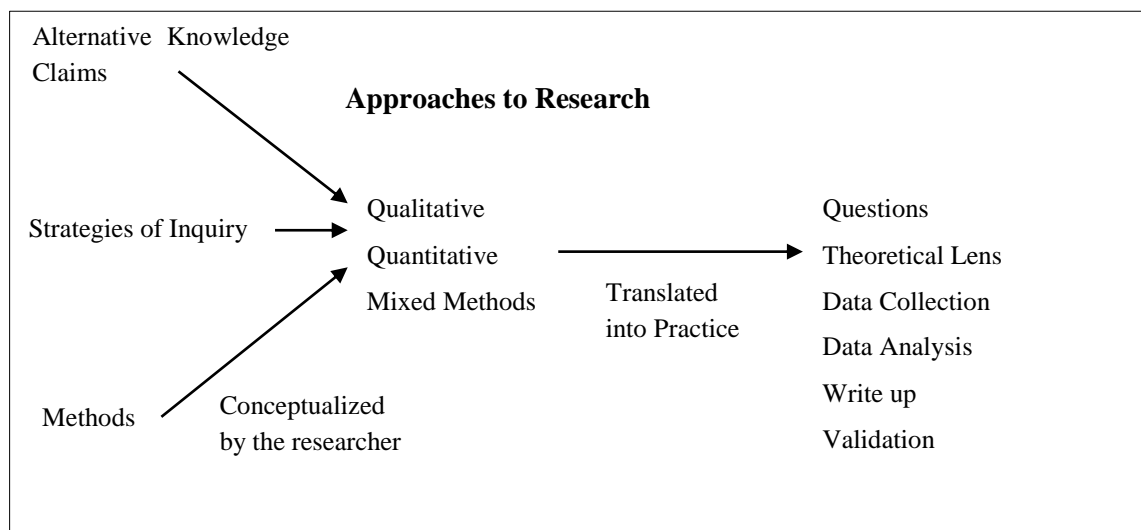 Alternative Knowledge
Claims
Approaches to Research
Strategies of Inquiry
Methods
Conceptualized
by the researcher
Qualitative
Quantitative
Mixed Methods
Translated
into Practice
Questions
Theoretical Lens
Data Collection
Data Analysis
Write up
Validation